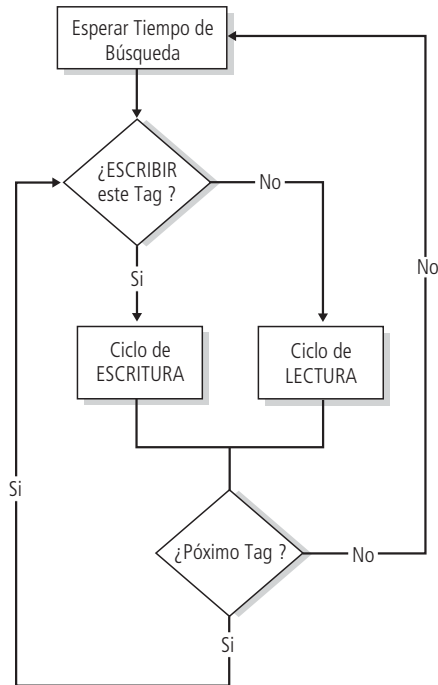 Esperar Tiempo de
Búsqueda
¿ESCRIBIR
este Tag ?
No
No
Si
Ciclo de
ESCRITURA
Ciclo de
LECTURA
Si
¿Póximo Tag ?
No
Si